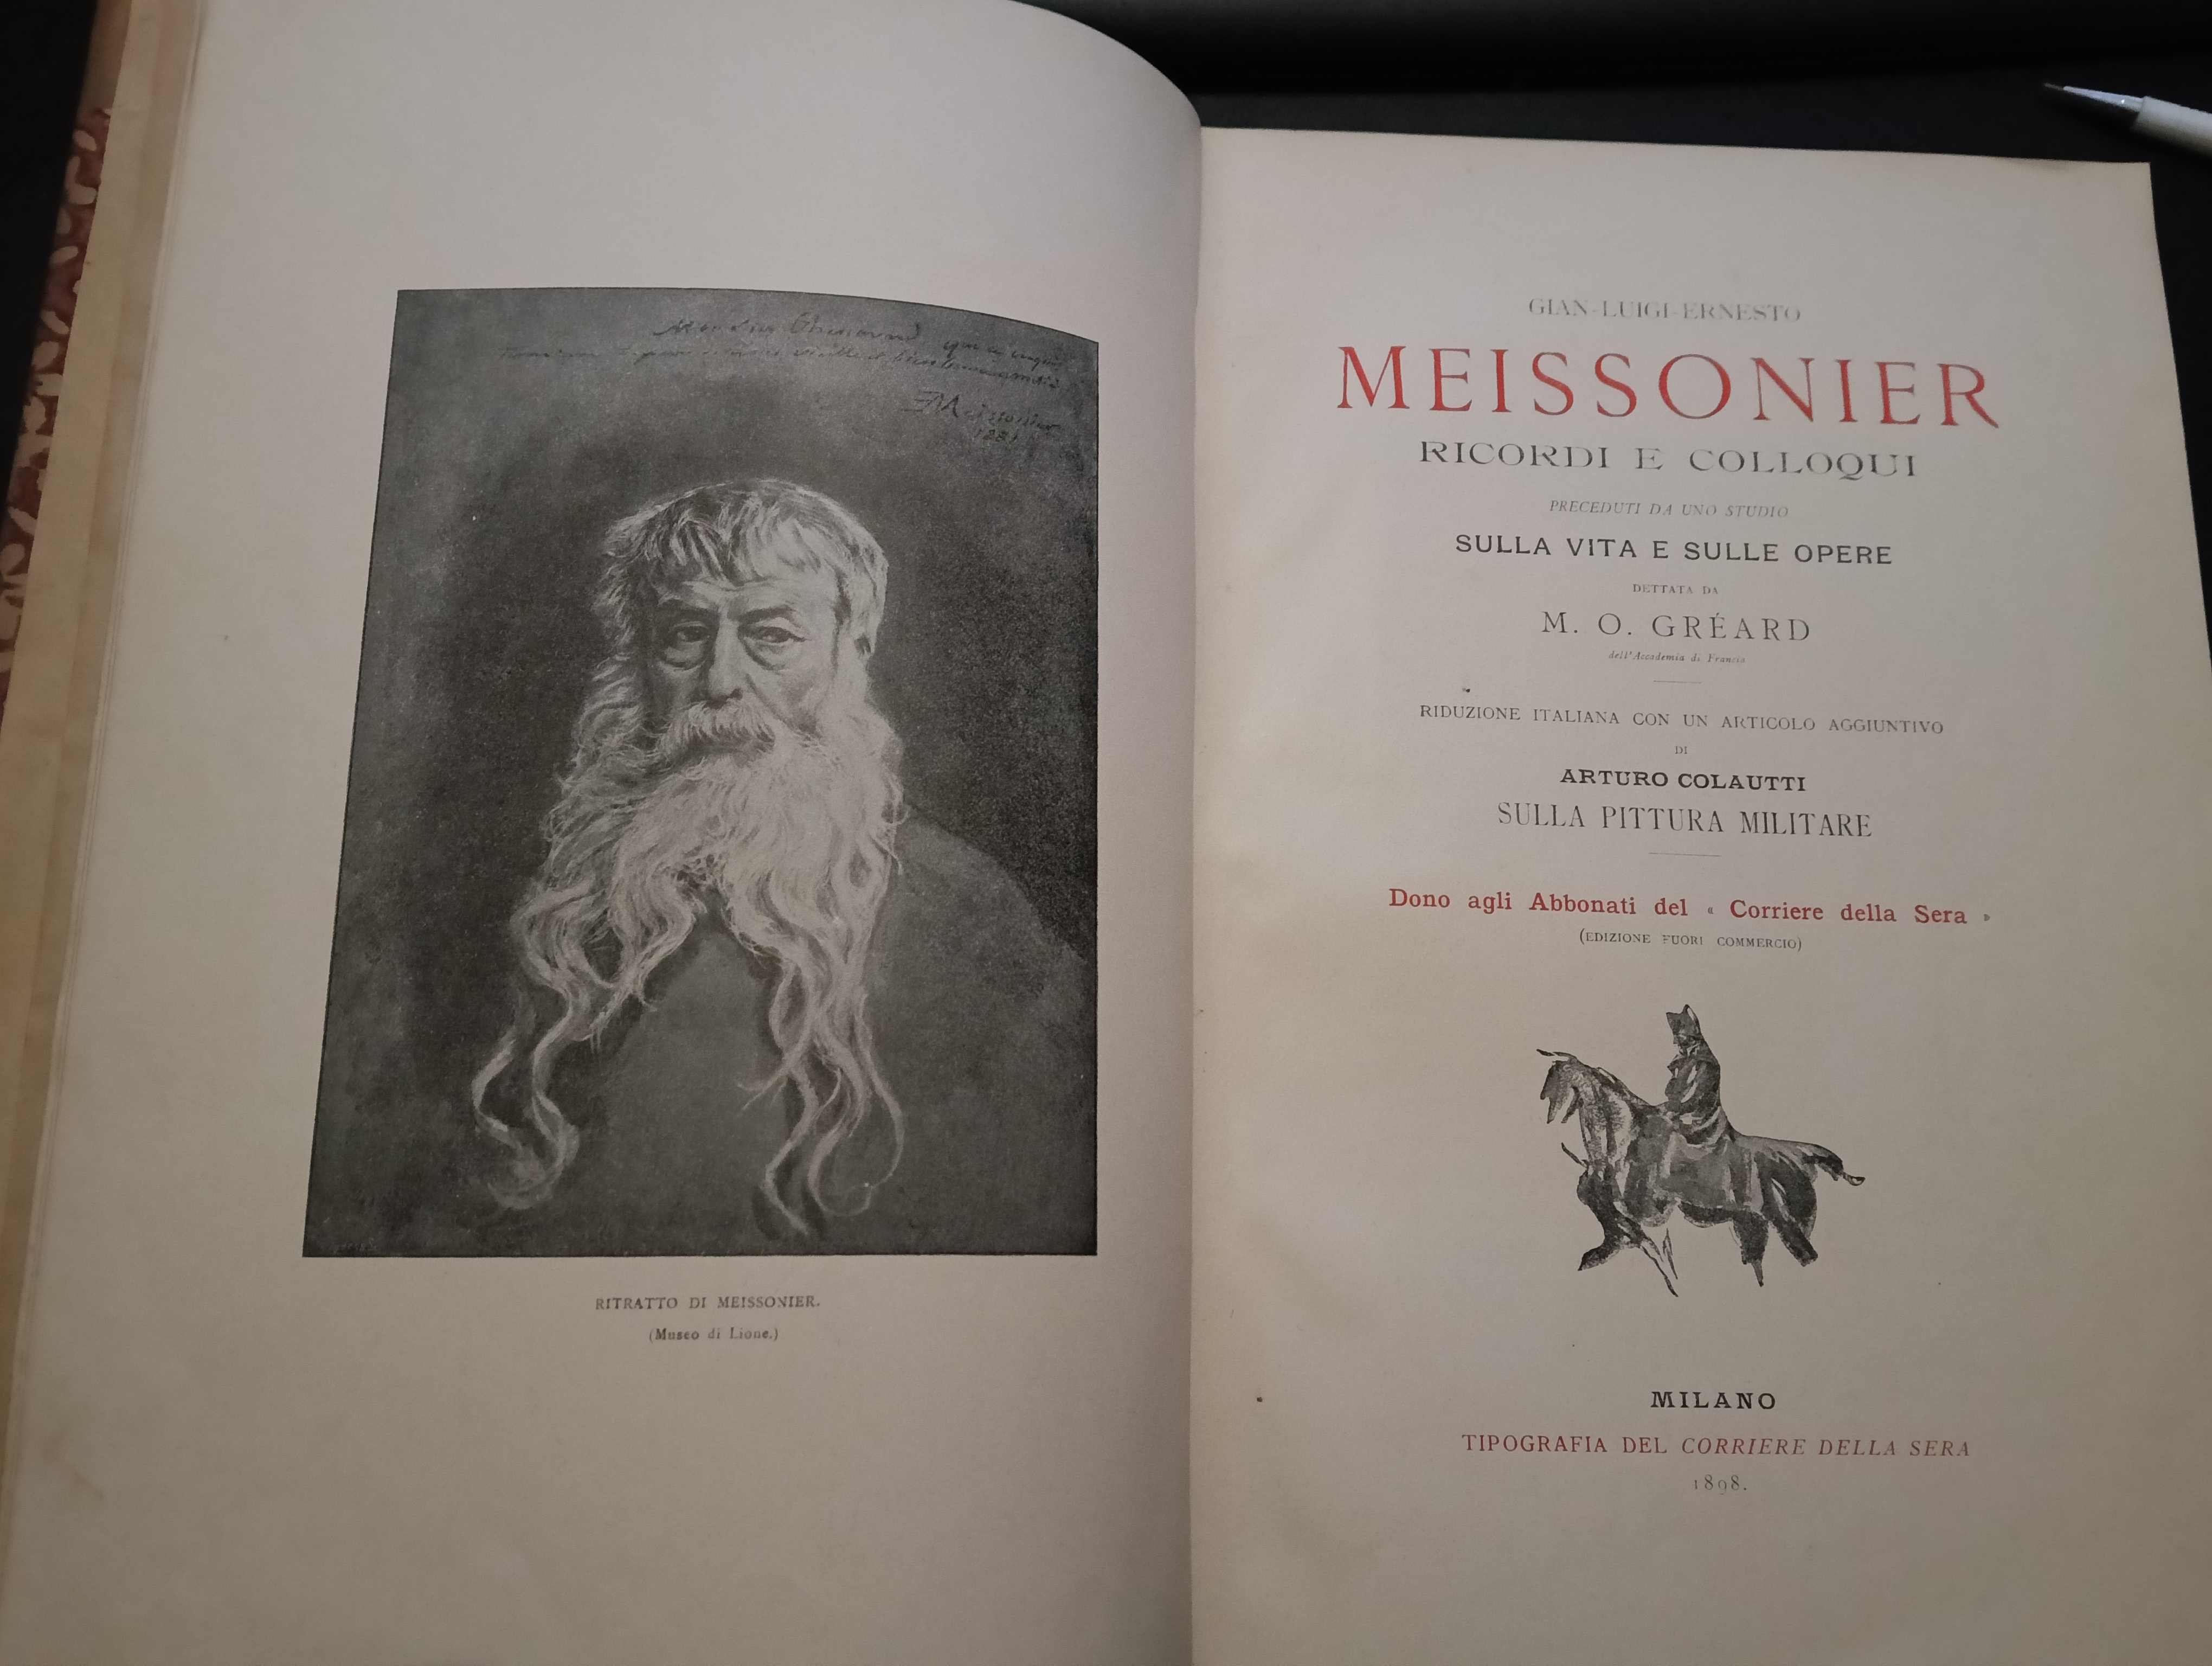 EMeissonier
RITRATTO DI MEISSONIER.
(Museo di Lione.)
GIAN-LUIGI-ERNESTO
MEISSONIER
RICORDI E COLLOQUI
PRECEDUTI DA UNO STUDIO
SULLA VITA E SULLE OPERE
DETTATA DA
M. O. GRÉARD
dell'Accademia di Francia
RIDUZIONE ITALIANA CON UN ARTICOLO AGGIUNTIVO
DI
ARTURO COLAUTTI
SULLA PITTURA MILITARE
Dono agli Abbonati del « Corriere della Sera »
(EDIZIONE FUORI COMMERCIO)
MILANO
TIPOGRAFIA DEL CORRIERE DELLA SERA
1898.